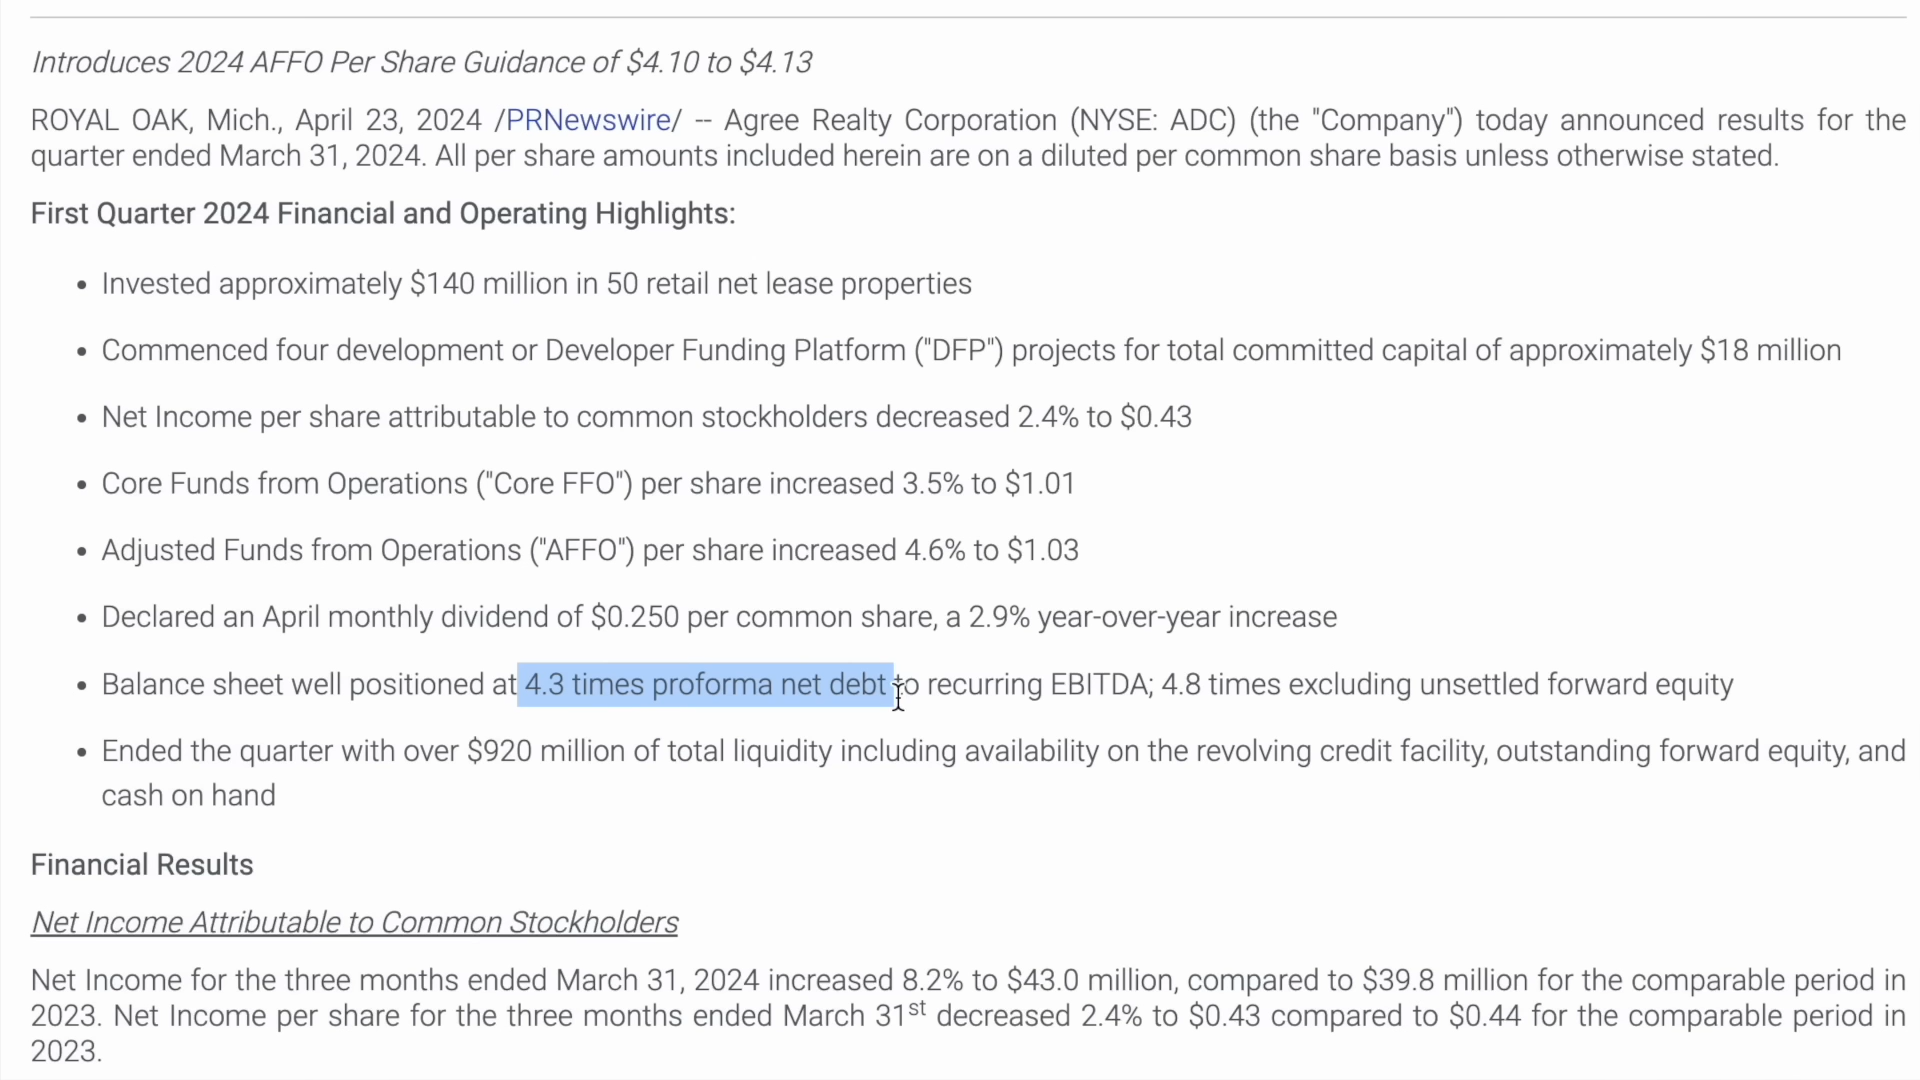 Introduces 2024 AFFO Per Share Guidance of $4.10 to $4.13
ROYAL OAK, Mich., April 23, 2024 /PRNewswire/ -- Agree Realty Corporation (NYSE: ADC) (the "Company") today announced results for the
quarter ended March 31, 2024. All per share amounts included herein are on a diluted per common share basis unless otherwise stated.
First Quarter 2024 Financial and Operating Highlights:
• Invested approximately $140 million in 50 retail net lease properties
• Commenced four development or Developer Funding Platform ("DFP") projects for total committed capital of approximately $18 million
• Net Income per share attributable to common stockholders decreased 2.4% to $0.43
• Core Funds from Operations ("Core FFO") per share increased 3.5% to $1.01
• Adjusted Funds from Operations ("AFFO") per share increased 4.6% to $1.03
• Declared an April monthly dividend of $0.250 per common share, a 2.9% year-over-year increase
• Balance sheet well positioned at 4.3 times proforma net debt to recurring EBITDA; 4.8 times excluding unsettled forward equity
• Ended the quarter with over $920 million of total liquidity including availability on the revolving credit facility, outstanding forward equity, and
cash on hand
Financial Results
Net Income Attributable to Common Stockholders
Net Income for the three months ended March 31, 2024 increased 8.2% to $43.0 million, compared to $39.8 million for the comparable period in
2023. Net Income per share for the three months ended March 31st decreased 2.4% to $0.43 compared to $0.44 for the comparable period in
2023.